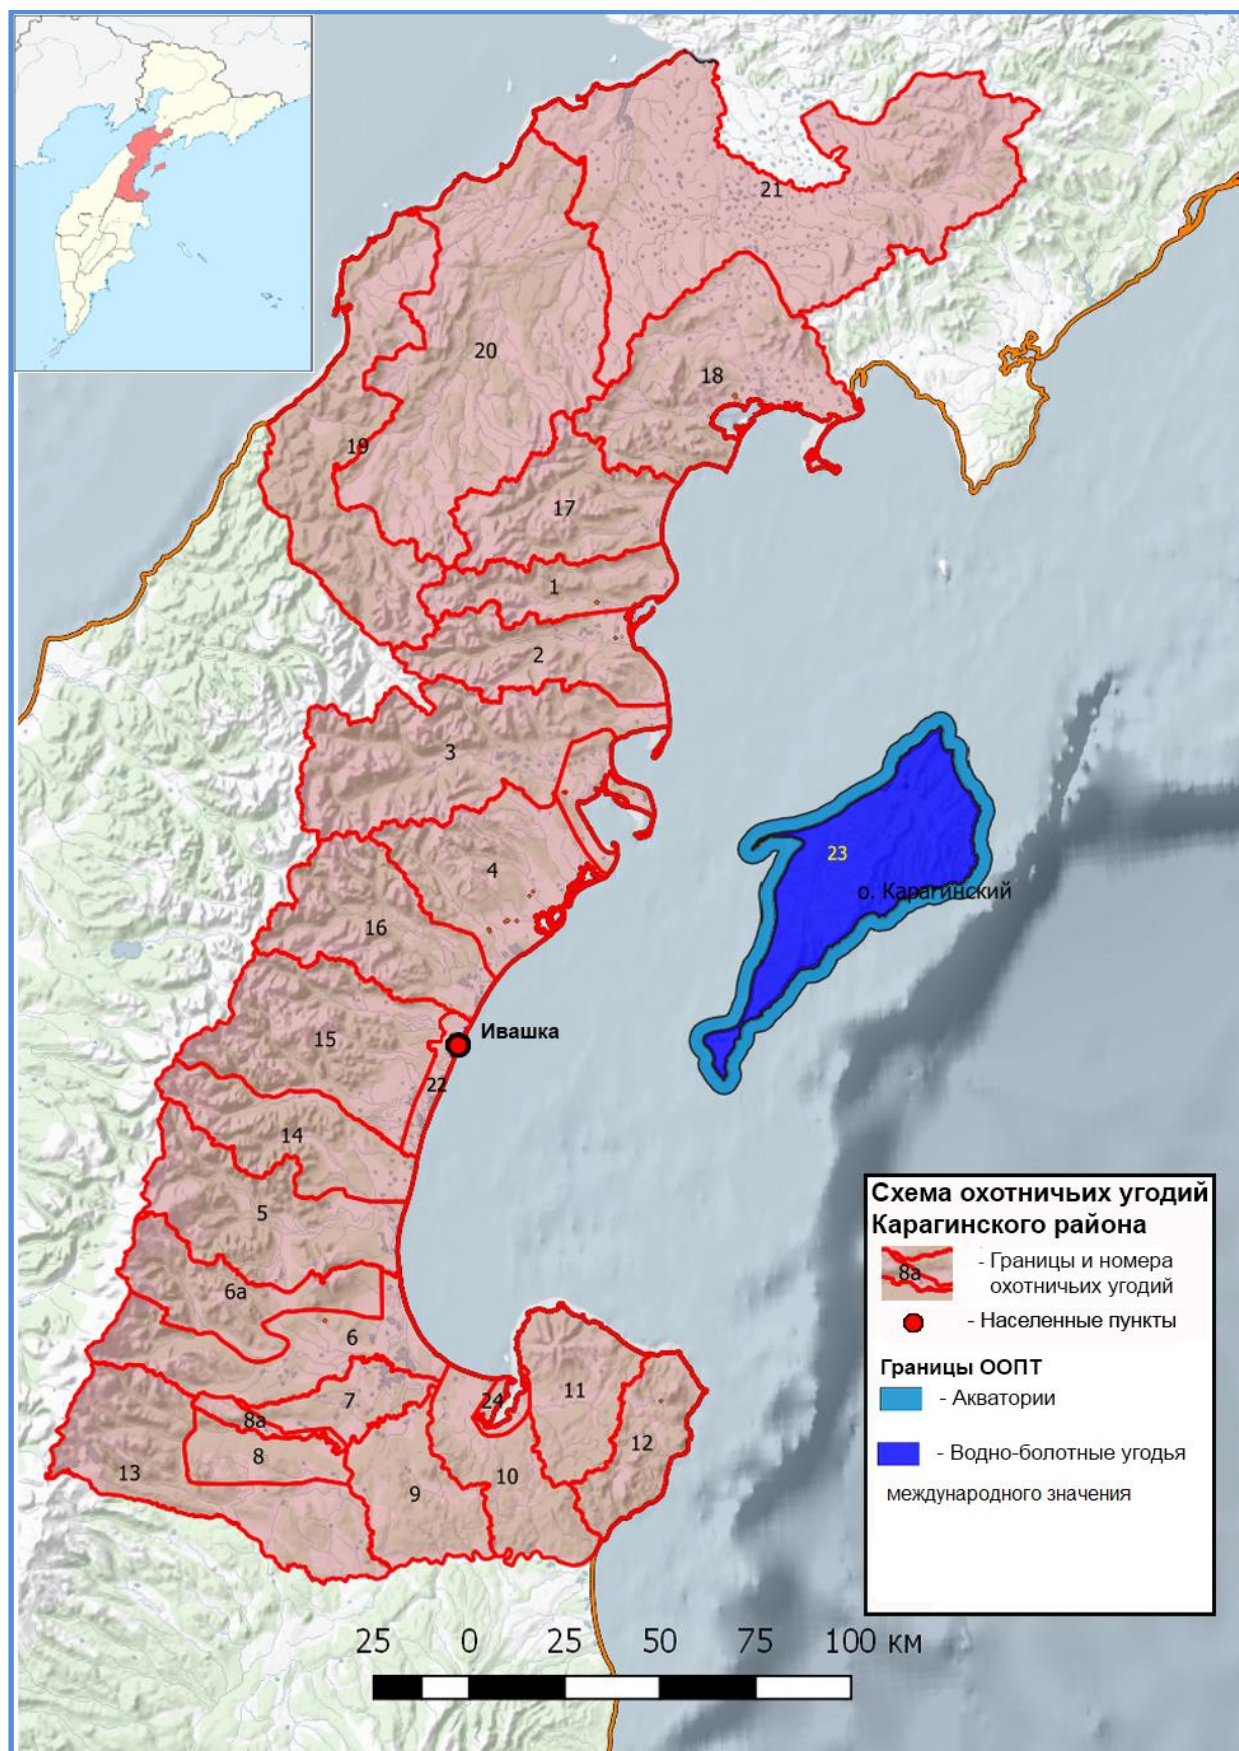 21
20
18
19
17
1
2
3
4
23
о. Карагинский
16
15
Ивашка
22
14
5
6а
6
7
11
24
8а
12
8
13
10
9
Схема охотничьих угодий
Карагинского района
8а
- Границы и номера
охотничьих угодий
- Населенные пункты
Границы ООПТ
- Акватории
- Водно-болотные угодья
международного значения
25 0 25 50 75 100 км